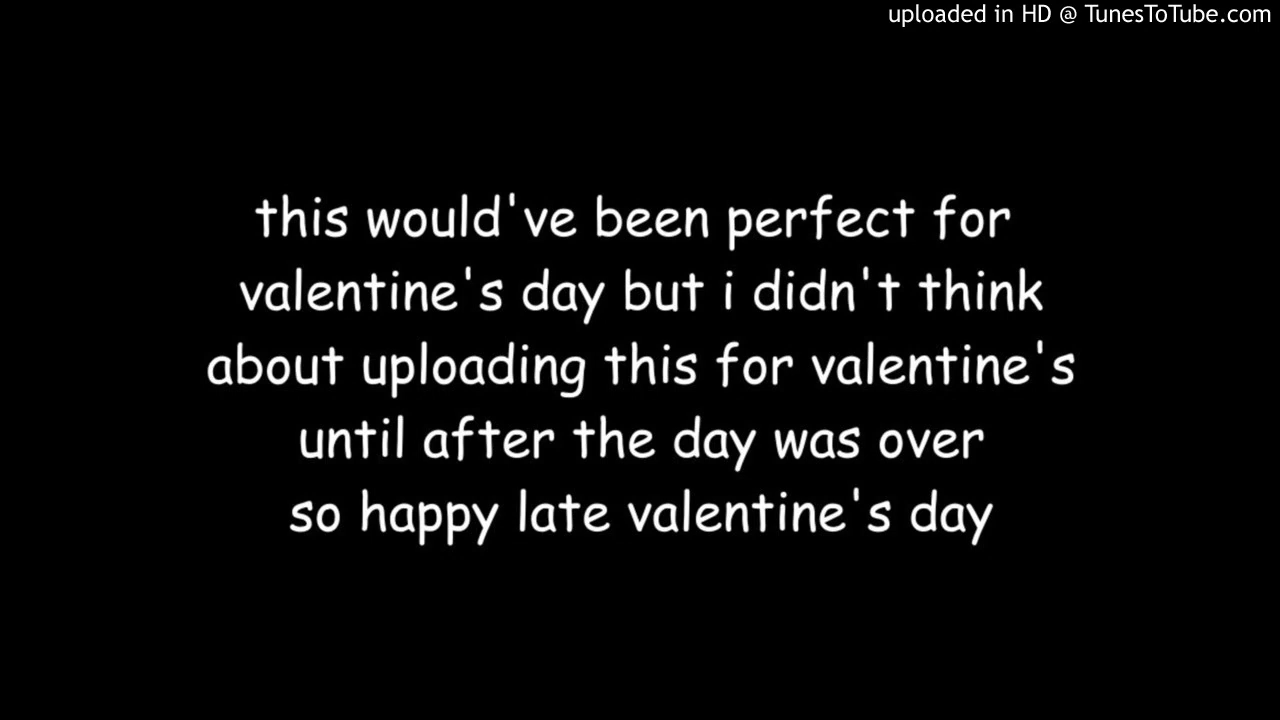 uploaded in HD @ TunesToTube.com
this would've been perfect for
valentine's day but i didn't think
about uploading this for valentine's
until after the day was over
so happy late valentine's day